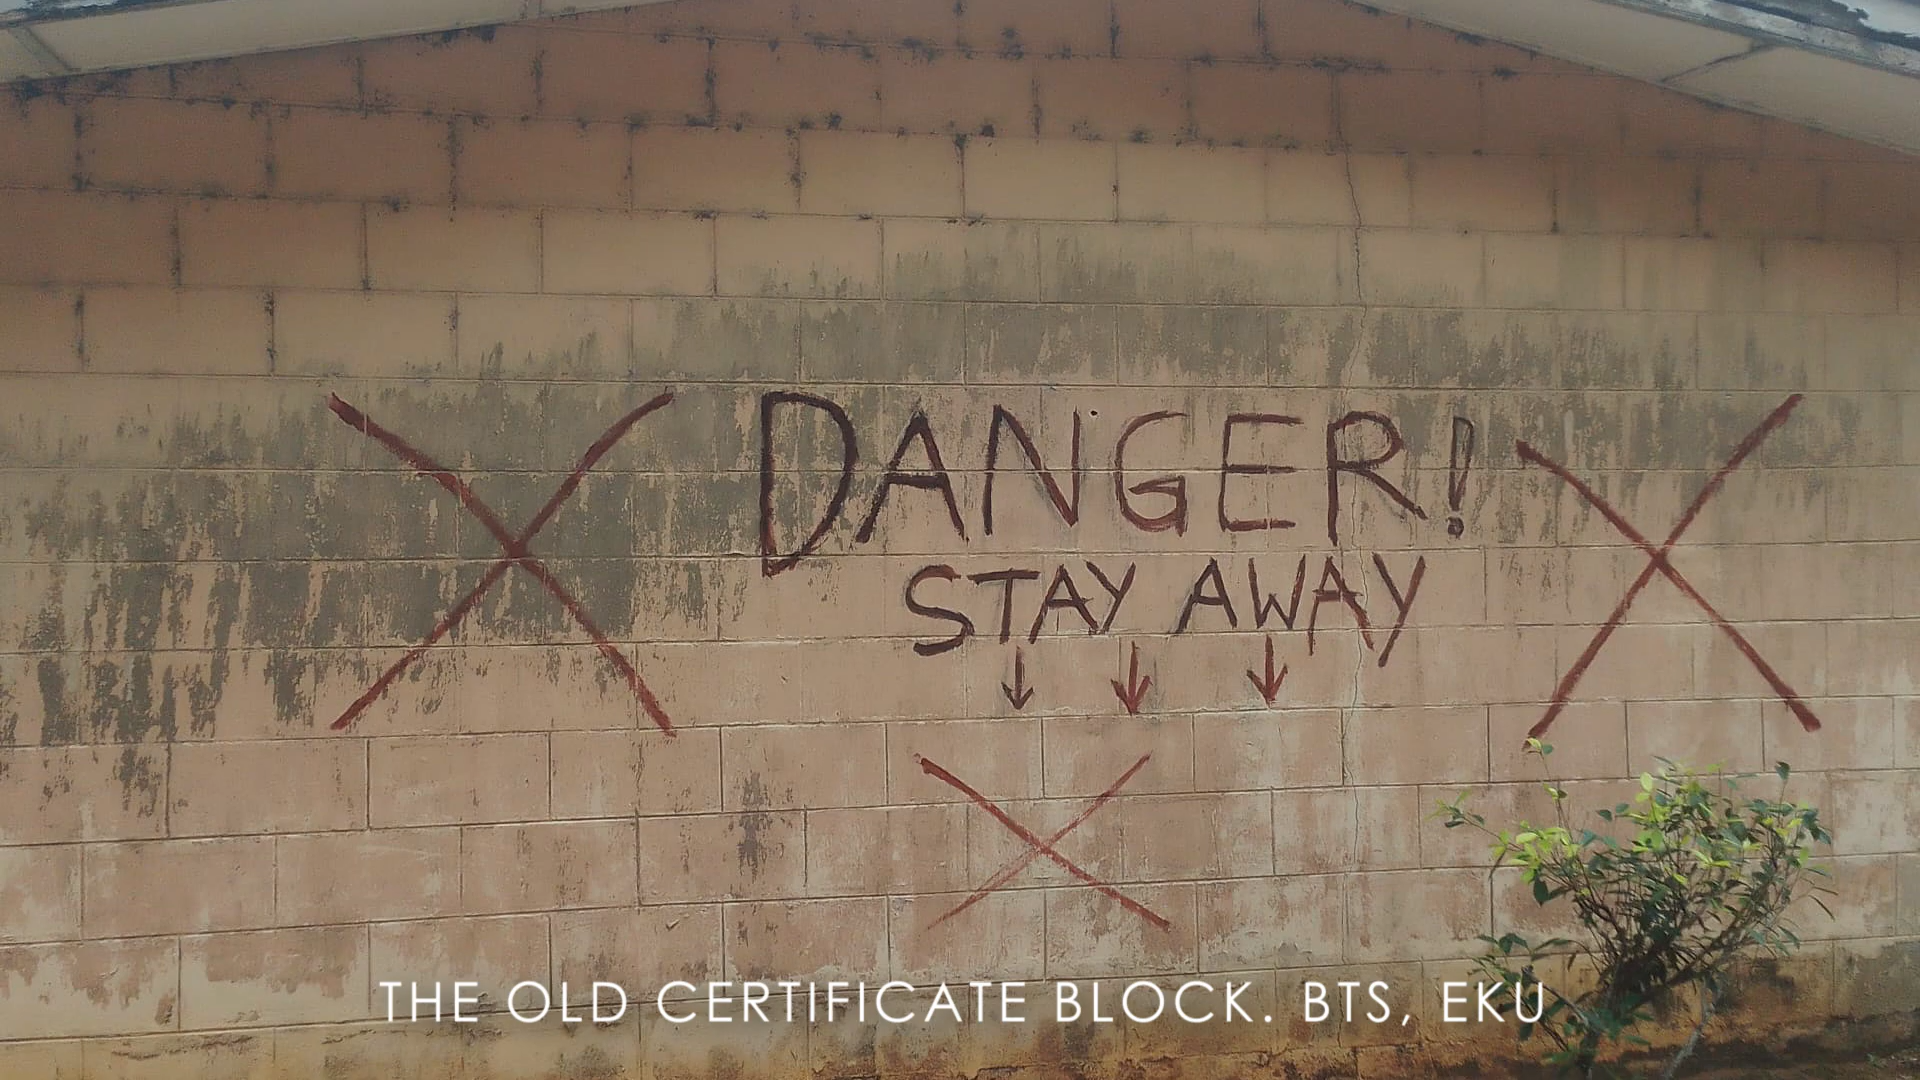 DANGER!
STAY AWAY
THE OLD CERTIFICATE BLOCK. BTS, EKU